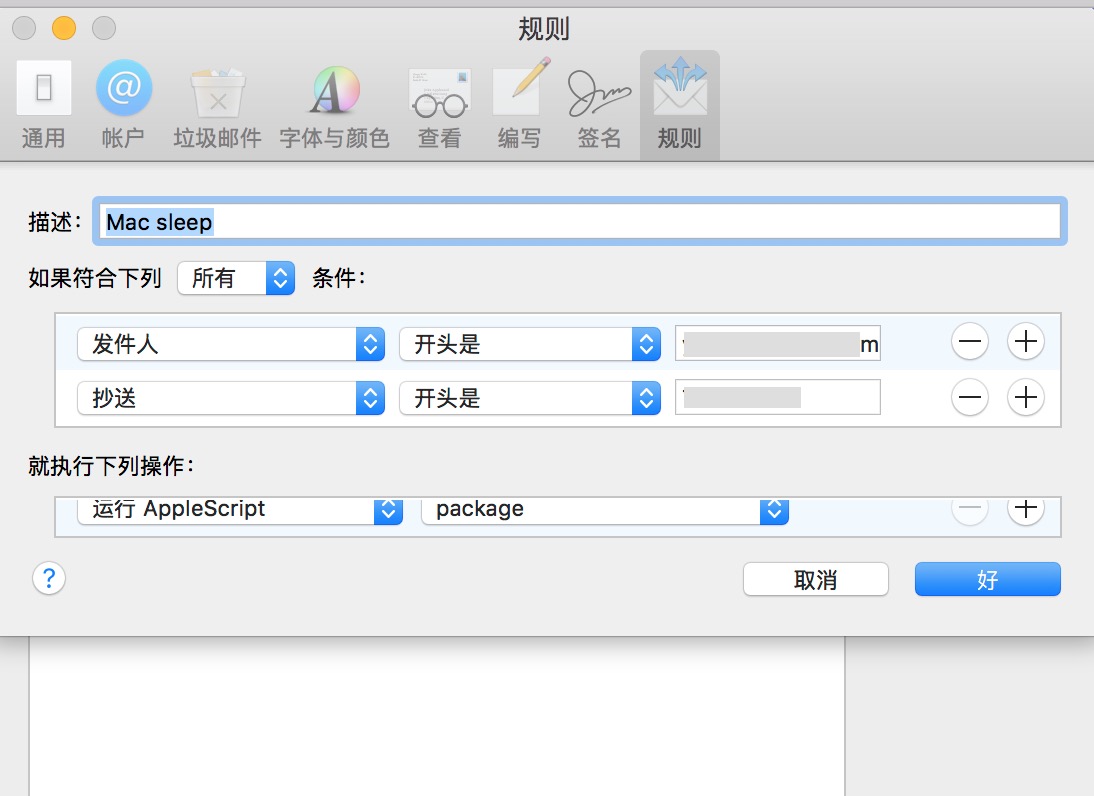 规则
通用 帐户 垃圾邮件 字体与颜色 查看 编写 签名 规则
描述： Mac sleep
如果符合下列 所有 条件：
发件人 开头是 m
抄送 开头是
就执行下列操作：
运行 AppleScript package
? 取消 好